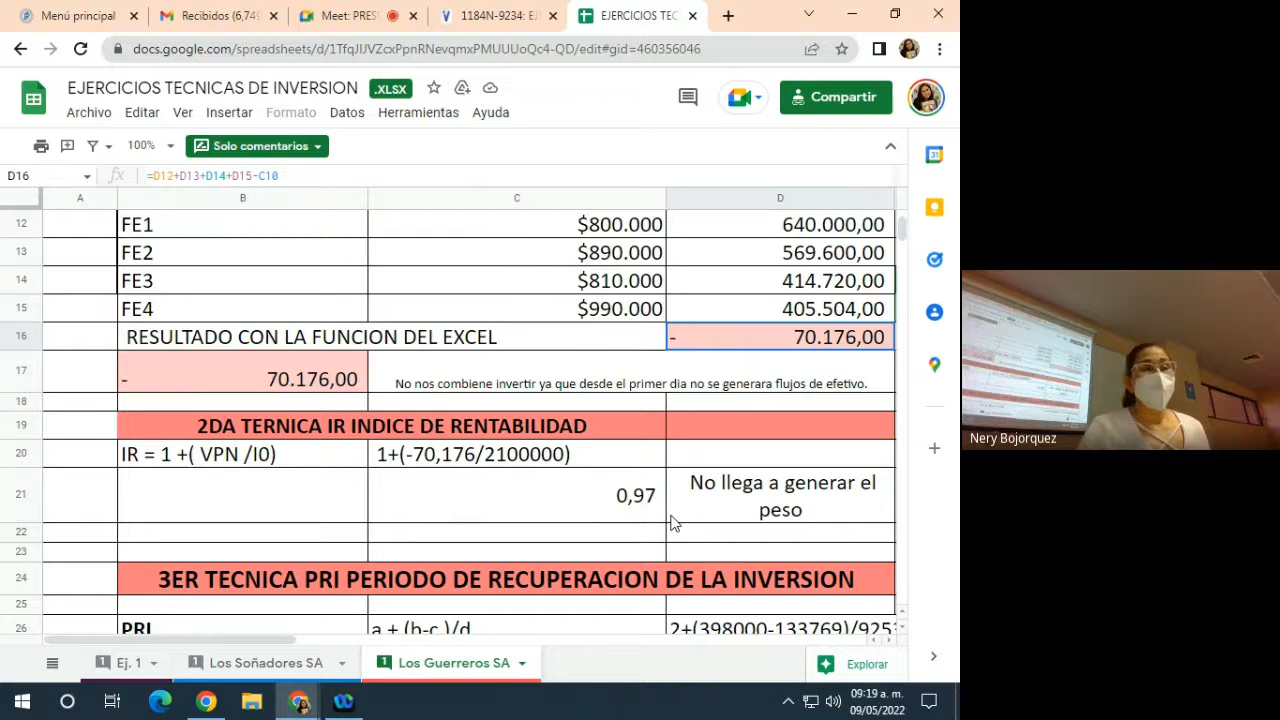 Menú principal
Recibidos (6,749
Meet: PRES
1184N-9234: EJ
EJERCICIOS TEC
docs.google.com/spreadsheets/d/1TfqJIJVZcxPpnRNevqmxPMUUUoQc4-QD/edit#gid=460356046
EJERCICIOS TECNICAS DE INVERSION .XLSX
Compartir
Archivo Editar Ver Insertar Formato Datos Herramientas Ayuda
100% Solo comentarios
D16 fx =D12+D13+D14+D15-C10
A B C D
12 FE1 $800.000 640.000,00
13 FE2 $890.000 569.600,00
14 FE3 $810.000 414.720,00
15 FE4 $990.000 405.504,00
16 RESULTADO CON LA FUNCION DEL EXCEL - 70.176,00
17 - 70.176,00 No nos combiene invertir ya que desde el primer dia no se generara flujos de efetivo.
18
19 2DA TERNICA IR INDICE DE RENTABILIDAD
20 IR = 1 +( VPN /I0) 1+(-70,176/2100000)
21 0,97 No llega a generar el
peso
22
23
24 3ER TECNICA PRI PERIODO DE RECUPERACION DE LA INVERSION
25
26 PRI a + (b-c )/d 2+(398000-133769)/925
Ej. 1 Los Soñadores SA 1 Los Guerreros SA Explorar
Nery Bojorquez
09:19 a. m.
09/05/2022